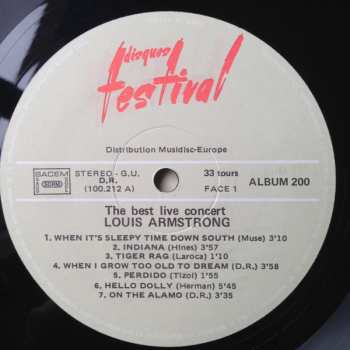 disques
festival
Distribution Musidisc-Europe
SACEM
SDRM
STEREO - G.U.
D.R.
(100.212 A)
33 tours
FACE 1
ALBUM 200
The best live concert
LOUIS ARMSTRONG
1. WHEN IT'S SLEEPY TIME DOWN SOUTH (Muse) 3'10
2. INDIANA (Hines) 3'57
3. TIGER RAG (Laroca) 1'10
4. WHEN I GROW TOO OLD TO DREAM (D.R.) 3'58
5. PERDIDO (Tizol) 1'55
6. HELLO DOLLY (Herman) 5'45
7. ON THE ALAMO (D.R.) 3'35